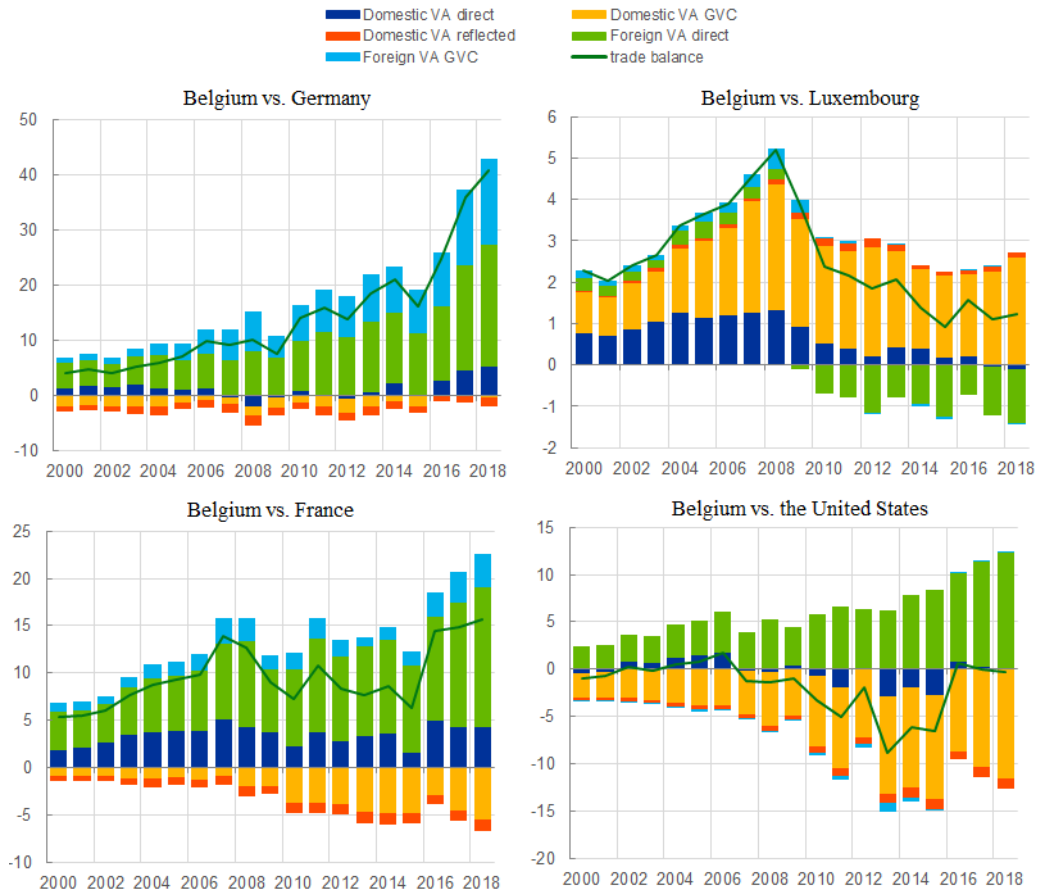 Domestic VA direct Domestic VA GVC
Domestic VA reflected Foreign VA direct
Foreign VA GVC trade balance
Belgium vs. Germany
50
40
30
20
10
0
-10
2000 2002 2004 2006 2008 2010 2012 2014 2016 2018
Belgium vs. Luxembourg
6
5
4
3
2
1
0
-1
-2
2000 2002 2004 2006 2008 2010 2012 2014 2016 2018
Belgium vs. France
25
20
15
10
5
0
-5
-10
2000 2002 2004 2006 2008 2010 2012 2014 2016 2018
Belgium vs. the United States
15
10
5
0
-5
-10
-15
-20
2000 2002 2004 2006 2008 2010 2012 2014 2016 2018